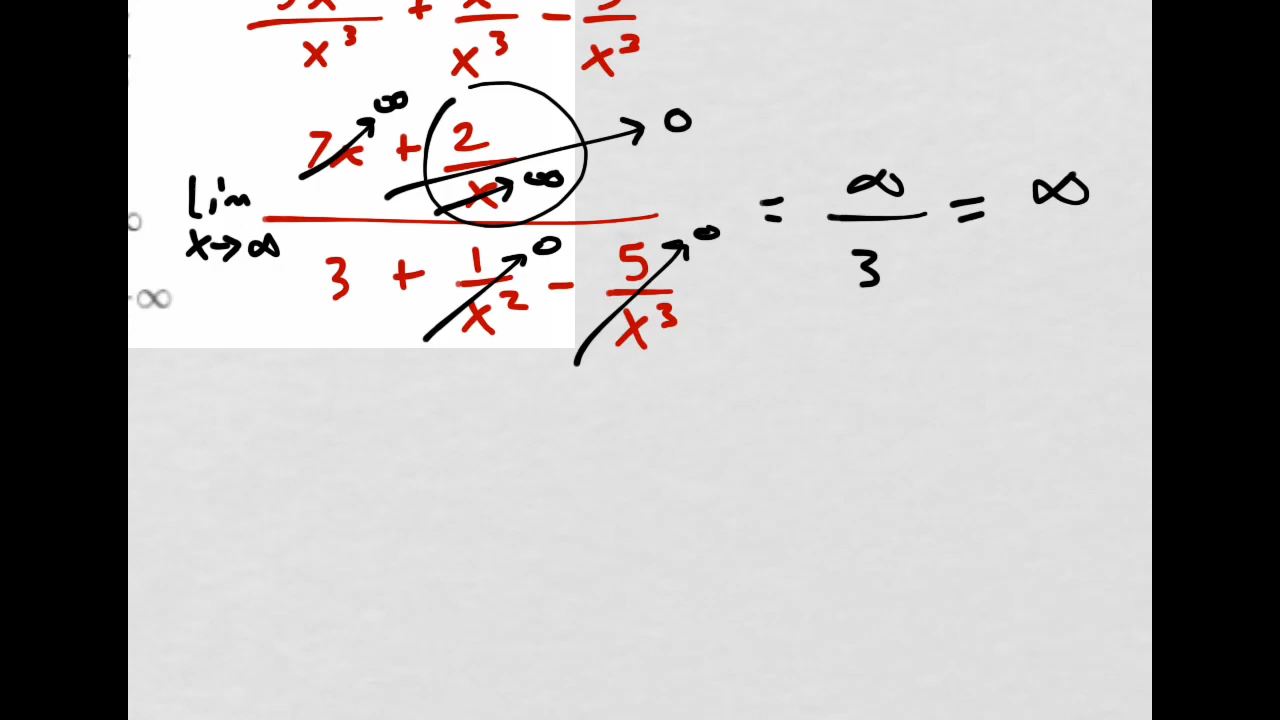 x³ + x³ − x³
7x ↗ ∞ + 2/x ↗ ∞ → 0
Lim x→∞ = ∞/3 = ∞
3 + 1/x² ↗ 0 − 5/x³ ↗ 0
∞